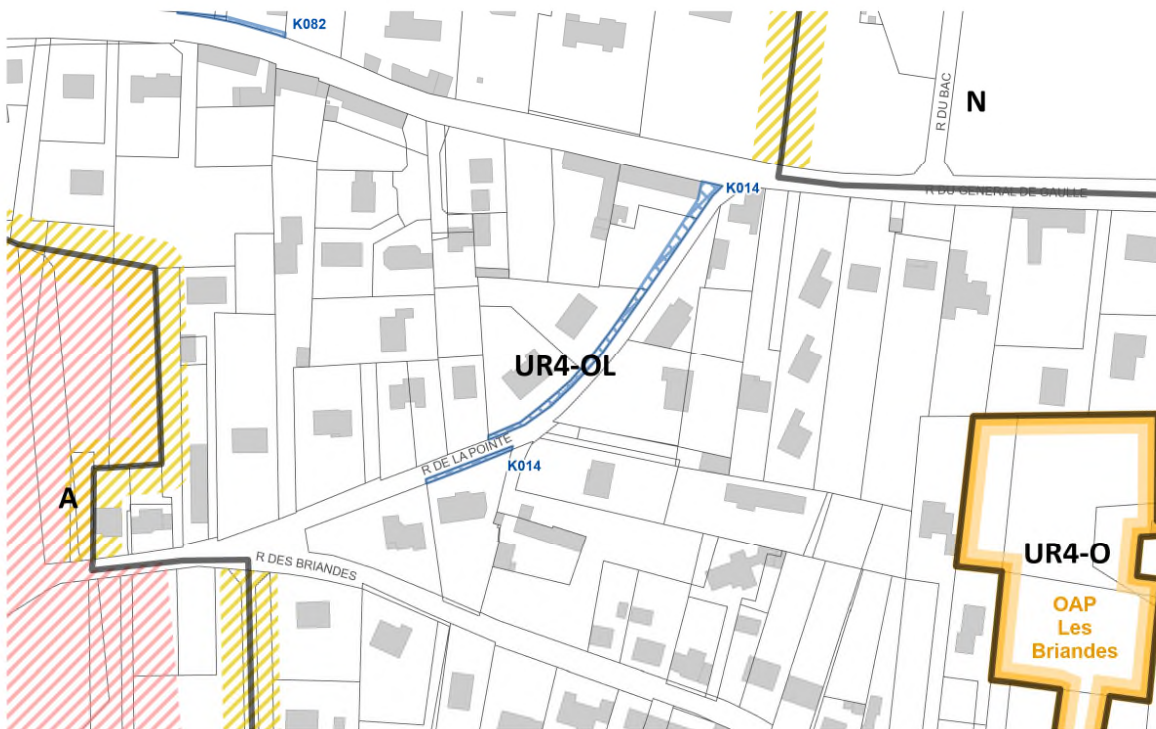 K082
R DU BAC
N
K014
R DU GENERAL DE GAULLE
UR4-OL
R DE LA POINTE
K014
A
R DES BRIANDES
UR4-O
OAP
Les
Briandes